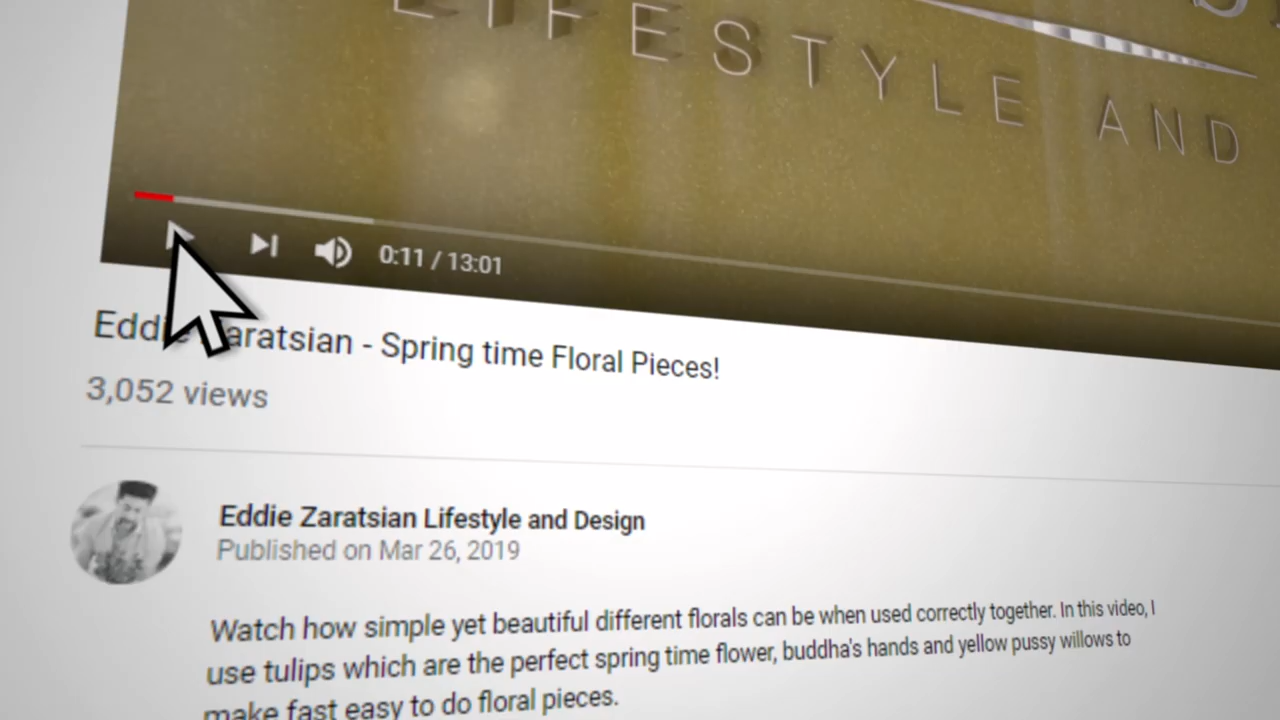 LIFESTYLE AND
0:11 / 13:01
Eddie Zaratsian - Spring time Floral Pieces!
3,052 views
Eddie Zaratsian Lifestyle and Design
Published on Mar 26, 2019
Watch how simple yet beautiful different florals can be when used correctly together. In this video, I
use tulips which are the perfect spring time flower, buddha's hands and yellow pussy willows to
make fast easy to do floral pieces.